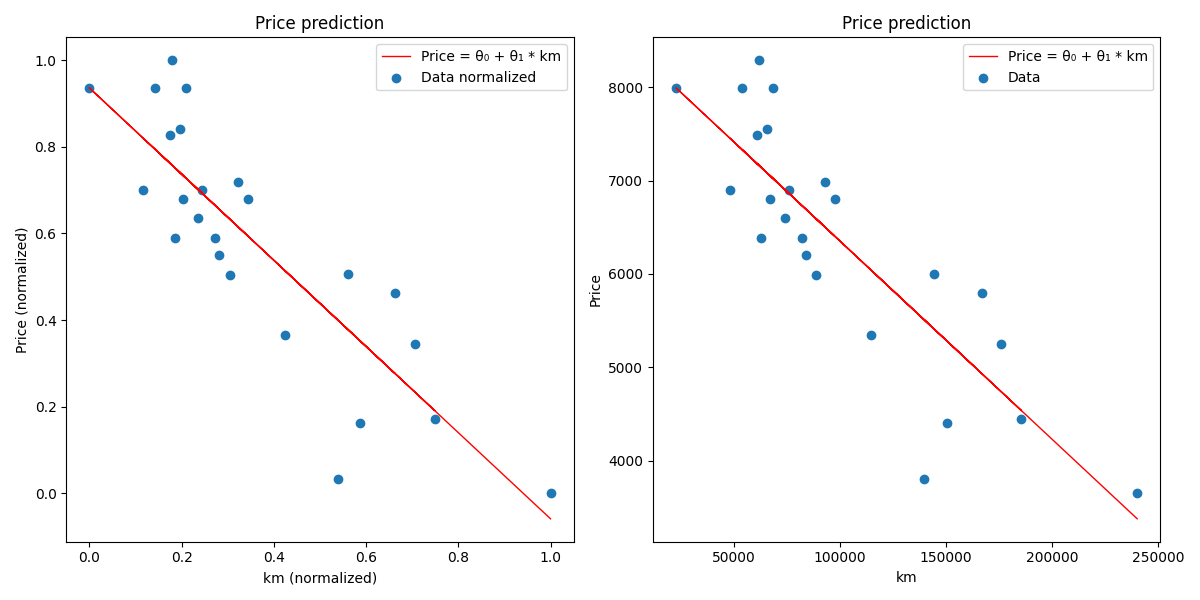 Price prediction
Price = θ₀ + θ₁ * km
Data normalized
1.0
0.8
0.6
0.4
0.2
0.0
Price (normalized)
0.0 0.2 0.4 0.6 0.8 1.0
km (normalized)
Price prediction
Price = θ₀ + θ₁ * km
Data
8000
7000
6000
5000
4000
Price
50000 100000 150000 200000 250000
km